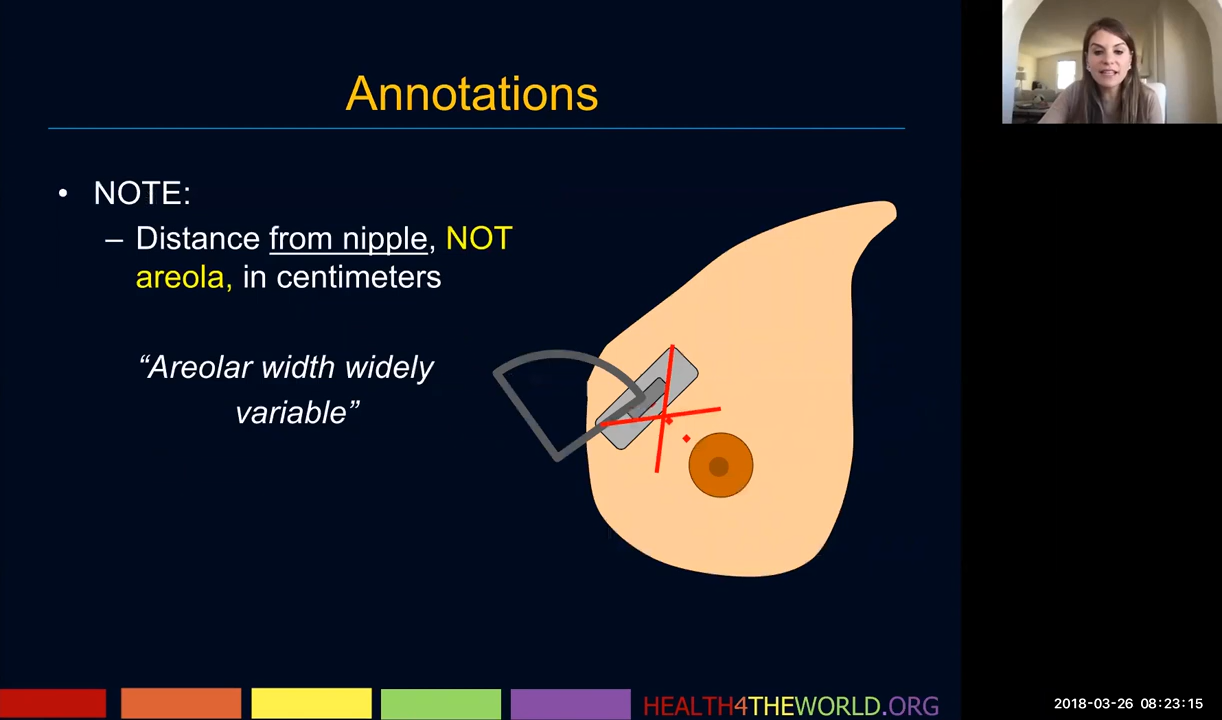 Annotations
• NOTE:
– Distance from nipple, NOT
areola, in centimeters
“Areolar width widely
variable”
HEALTH4THEWORLD.ORG
2018-03-26 08:23:15